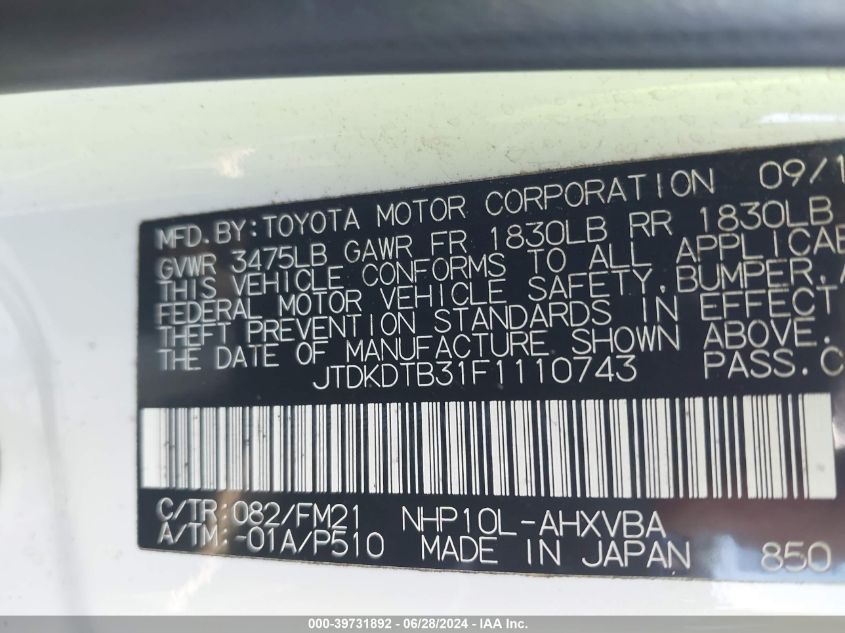 MFD.BY:TOYOTA MOTOR CORPORATION 09/1
GVWR 3475LB GAWR FR 1830LB RR 1830LB
THIS VEHICLE CONFORMS TO ALL APPLICAB
FEDERAL MOTOR VEHICLE SAFETY,BUMPER,A
THEFT PREVENTION STANDARDS IN EFFECT
THE DATE OF MANUFACTURE SHOWN ABOVE.
JTDKDTB31F1110743 PASS.C
C/TR:082/FM21 NHP10L-AHXVBA
A/TM:-01A/P510 MADE IN JAPAN 850
000-39731892 - 06/28/2024 - IAA Inc.